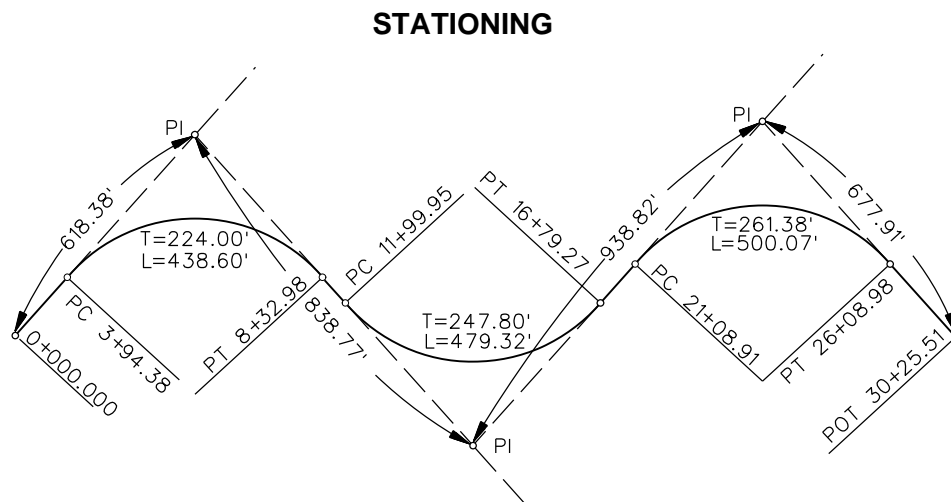 STATIONING
PI
618.38'
0+000.000
PC 3+94.38
T=224.00'
L=438.60'
PT 8+32.98
838.77'
PC 11+99.95
T=247.80'
L=479.32'
PT 16+79.27
PI
938.82'
PC 21+08.91
PI
T=261.38'
L=500.07'
677.91'
PT 26+08.98
POT 30+25.51